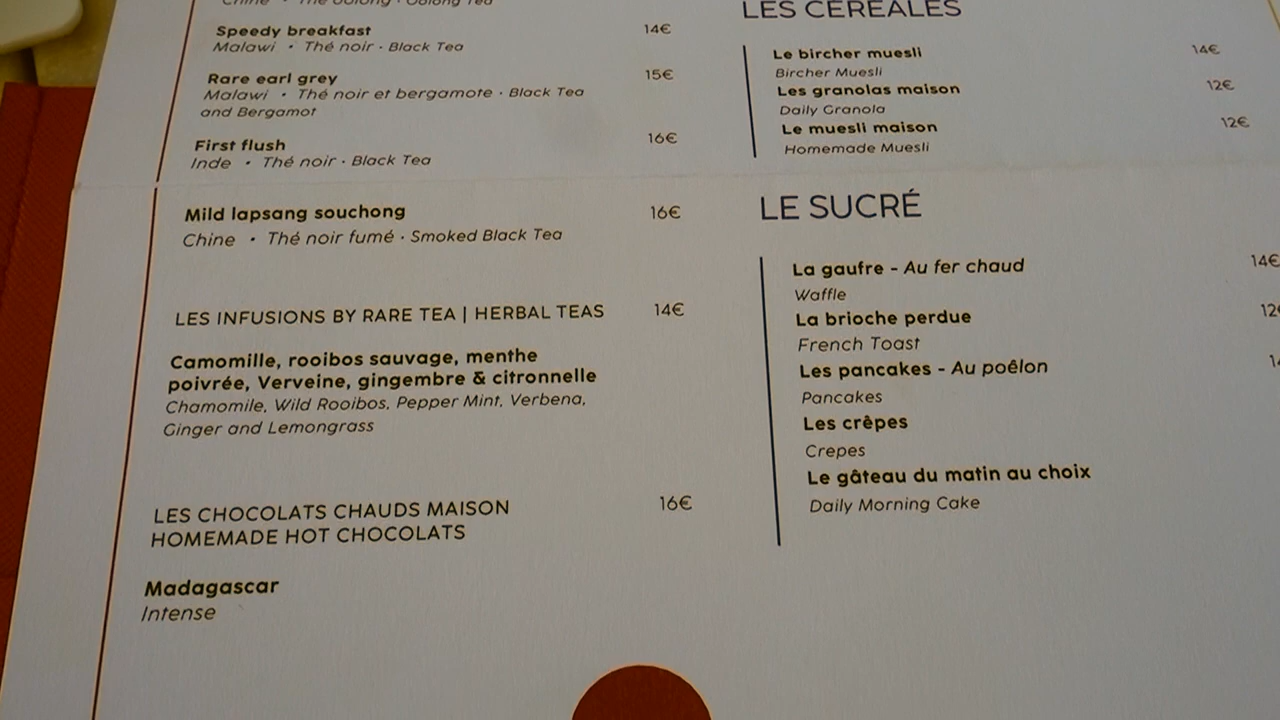 Chine • Thé oolong · Oolong Tea
Speedy breakfast 14€
Malawi • Thé noir · Black Tea
Rare earl grey 15€
Malawi • Thé noir et bergamote · Black Tea
and Bergamot
First flush 16€
Inde • Thé noir · Black Tea
Mild lapsang souchong 16€
Chine • Thé noir fumé · Smoked Black Tea
LES INFUSIONS BY RARE TEA | HERBAL TEAS 14€
Camomille, rooibos sauvage, menthe
poivrée, Verveine, gingembre & citronnelle
Chamomile, Wild Rooibos, Pepper Mint, Verbena,
Ginger and Lemongrass
LES CHOCOLATS CHAUDS MAISON 16€
HOMEMADE HOT CHOCOLATS
Madagascar
Intense
LES CÉRÉALES
Le bircher muesli 14€
Bircher Muesli
Les granolas maison 12€
Daily Granola
Le muesli maison 12€
Homemade Muesli
LE SUCRÉ
La gaufre - Au fer chaud 14€
Waffle
La brioche perdue 12€
French Toast
Les pancakes - Au poêlon
Pancakes
Les crêpes
Crepes
Le gâteau du matin au choix
Daily Morning Cake